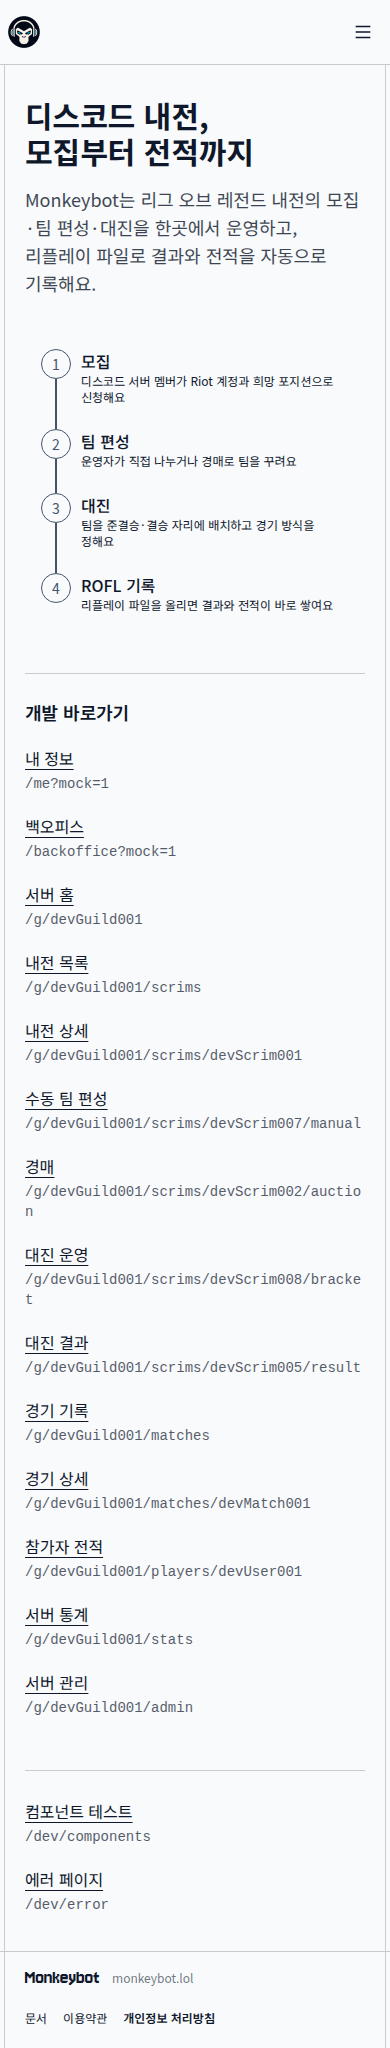 디스코드 내전,
모집부터 전적까지
Monkeybot는 리그 오브 레전드 내전의 모집
·팀 편성·대진을 한곳에서 운영하고,
리플레이 파일로 결과와 전적을 자동으로
기록해요.
1 모집
디스코드 서버 멤버가 Riot 계정과 희망 포지션으로
신청해요
2 팀 편성
운영자가 직접 나누거나 경매로 팀을 꾸려요
3 대진
팀을 준결승·결승 자리에 배치하고 경기 방식을
정해요
4 ROFL 기록
리플레이 파일을 올리면 결과와 전적이 바로 쌓여요
개발 바로가기
내 정보
/me?mock=1
백오피스
/backoffice?mock=1
서버 홈
/g/devGuild001
내전 목록
/g/devGuild001/scrims
내전 상세
/g/devGuild001/scrims/devScrim001
수동 팀 편성
/g/devGuild001/scrims/devScrim007/manual
경매
/g/devGuild001/scrims/devScrim002/auctio
n
대진 운영
/g/devGuild001/scrims/devScrim008/bracke
t
대진 결과
/g/devGuild001/scrims/devScrim005/result
경기 기록
/g/devGuild001/matches
경기 상세
/g/devGuild001/matches/devMatch001
참가자 전적
/g/devGuild001/players/devUser001
서버 통계
/g/devGuild001/stats
서버 관리
/g/devGuild001/admin
컴포넌트 테스트
/dev/components
에러 페이지
/dev/error
Monkeybot monkeybot.lol
문서 이용약관 개인정보 처리방침